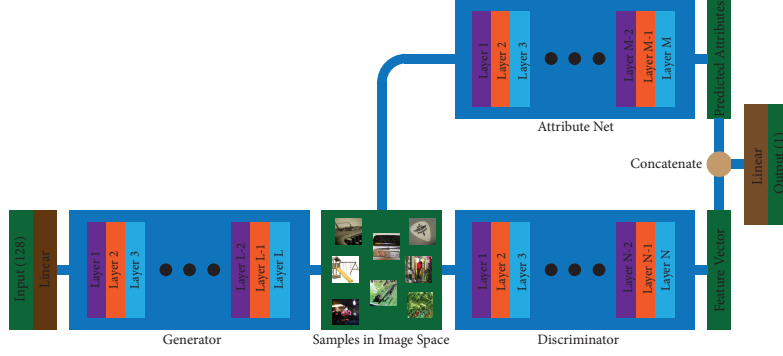 Layer 1
Layer 2
Layer 3
Layer M-2
Layer M-1
Layer M
Predicted Attributes
Attribute Net
Concatenate
Linear
Output (1)
Input (128)
Linear
Layer 1
Layer 2
Layer 3
Layer L-2
Layer L-1
Layer L
Generator
Samples in Image Space
Layer 1
Layer 2
Layer 3
Layer N-2
Layer N-1
Layer N
Discriminator
Feature Vector